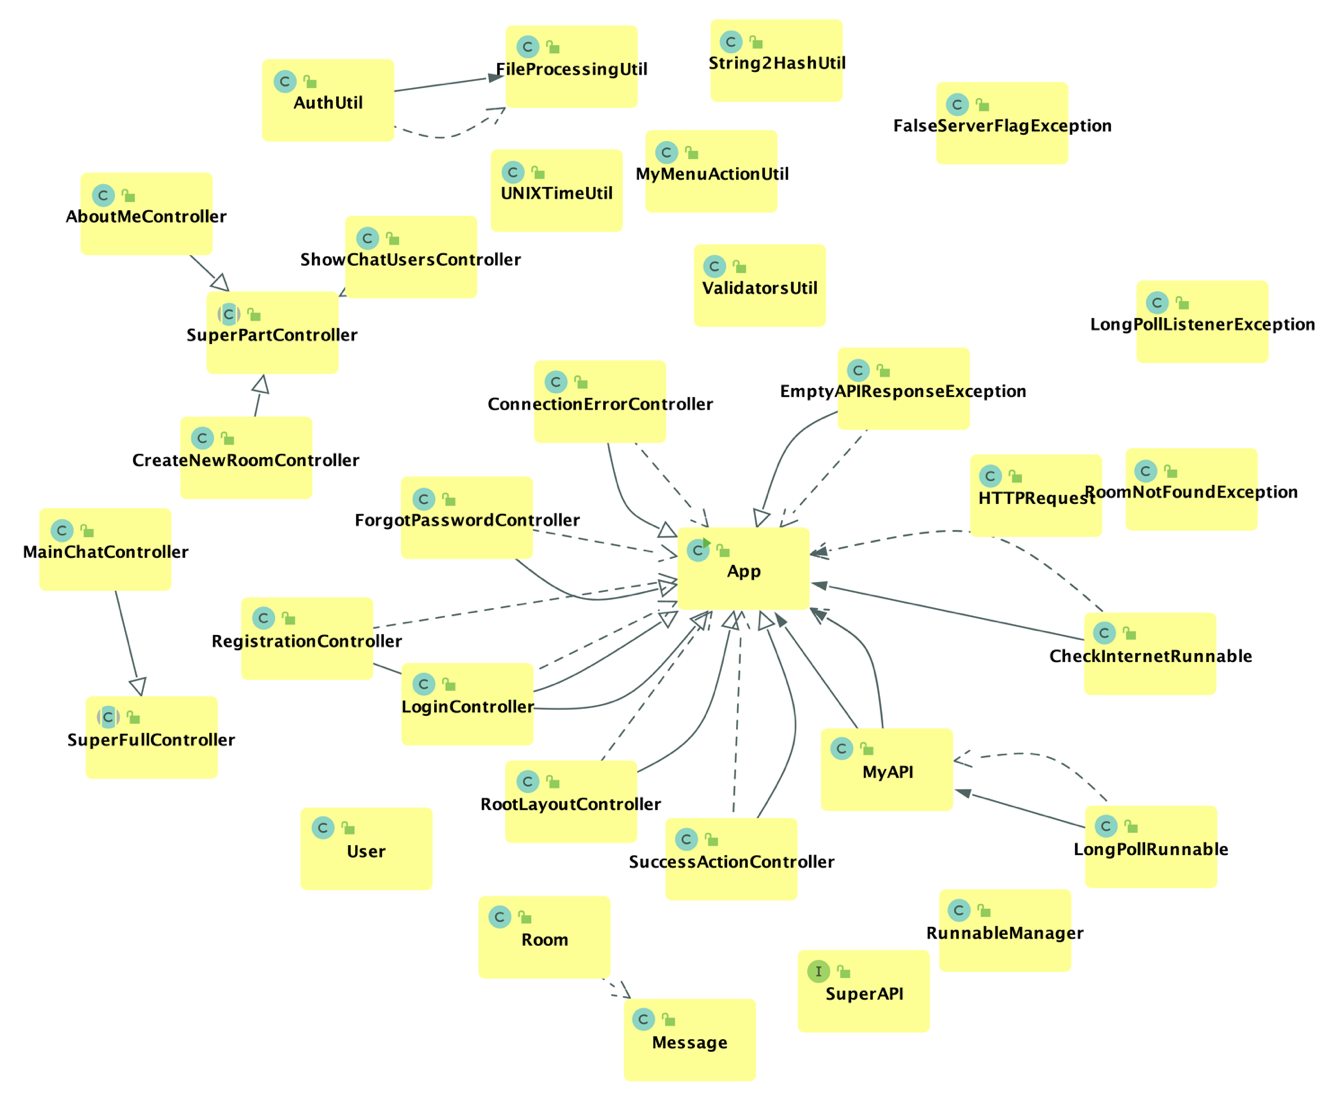 FileProcessingUtil
String2HashUtil
AuthUtil
FalseServerFlagException
MyMenuActionUtil
UNIXTimeUtil
AboutMeController
ShowChatUsersController
ValidatorsUtil
LongPollListenerException
SuperPartController
ConnectionErrorController
EmptyAPIResponseException
CreateNewRoomController
HTTPRequest
RoomNotFoundException
ForgotPasswordController
MainChatController
App
RegistrationController
CheckInternetRunnable
LoginController
SuperFullController
MyAPI
RootLayoutController
User
SuccessActionController
LongPollRunnable
Room
RunnableManager
SuperAPI
Message